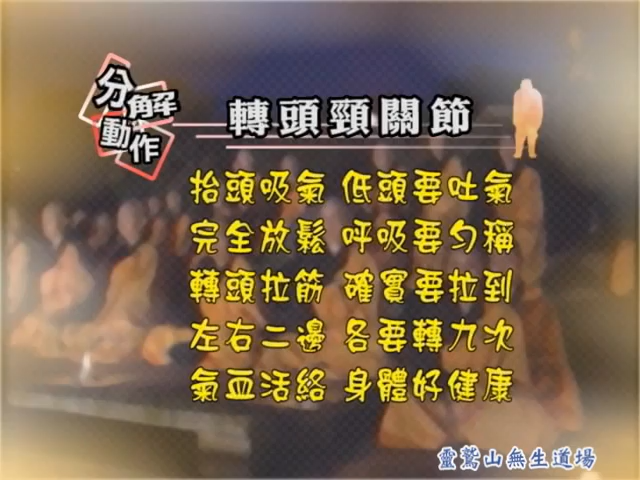 分解
動作
轉頭頸關節
抬頭吸氣 低頭要吐氣
完全放鬆 呼吸要勻稱
轉頭拉筋 確實要拉到
左右二邊 各要轉九次
氣血活絡 身體好健康
靈鷲山無生道場